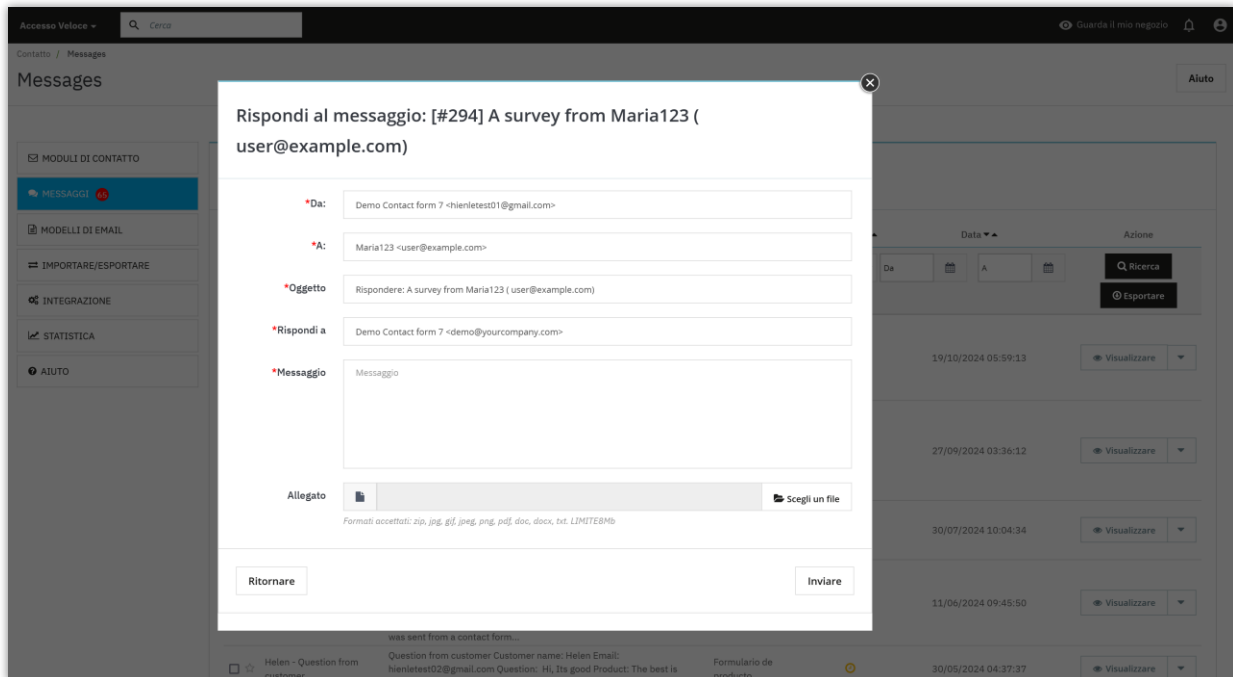 Accesso Veloce
Cerca
Guarda il mio negozio
Contatto / Messages
Messages
Aiuto
Rispondi al messaggio: [#294] A survey from Maria123 (
user@example.com)
MODULI DI CONTATTO
MESSAGGI 65
MODELLI DI EMAIL
IMPORTARE/ESPORTARE
INTEGRAZIONE
STATISTICA
AIUTO
*Da: Demo Contact form 7 <hienletest01@gmail.com>
*A: Maria123 <user@example.com>
*Oggetto Rispondere: A survey from Maria123 ( user@example.com)
*Rispondi a Demo Contact form 7 <demo@yourcompany.com>
*Messaggio Messaggio
Allegato Scegli un file
Formati accettati: zip, jpg, gif, jpeg, png, pdf, doc, docx, txt. LIMITE8Mb
Ritornare Inviare
Data Azione
Da A Ricerca
Esportare
19/10/2024 05:59:13 Visualizzare
27/09/2024 03:36:12 Visualizzare
30/07/2024 10:04:34 Visualizzare
11/06/2024 09:45:50 Visualizzare
was sent from a contact form...
Helen - Question from customer
Question from customer Customer name: Helen Email:
hienletest02@gmail.com Question: Hi, Its good Product: The best is
Formulario de
producto
30/05/2024 04:37:37 Visualizzare